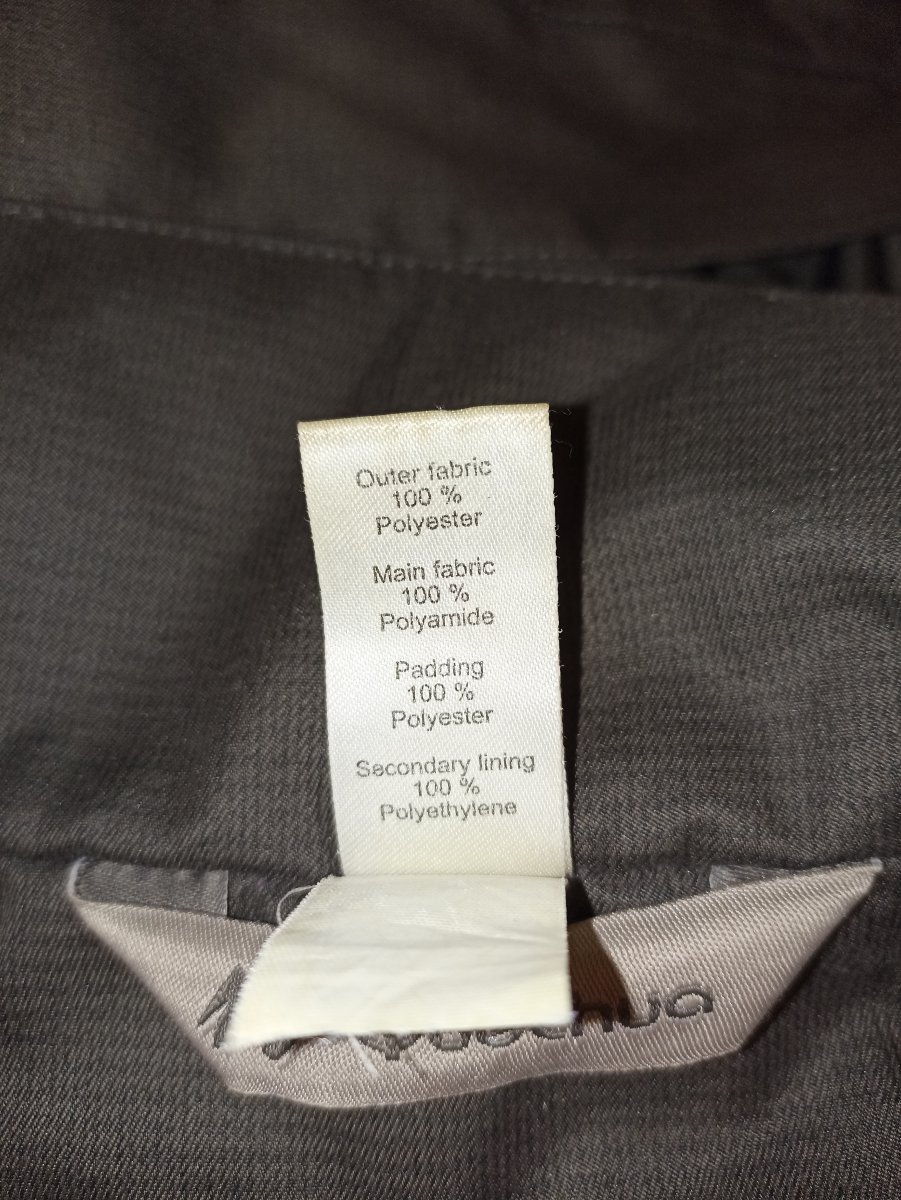 Outer fabric
100 %
Polyester
Main fabric
100 %
Polyamide
Padding
100 %
Polyester
Secondary lining
100 %
Polyethylene